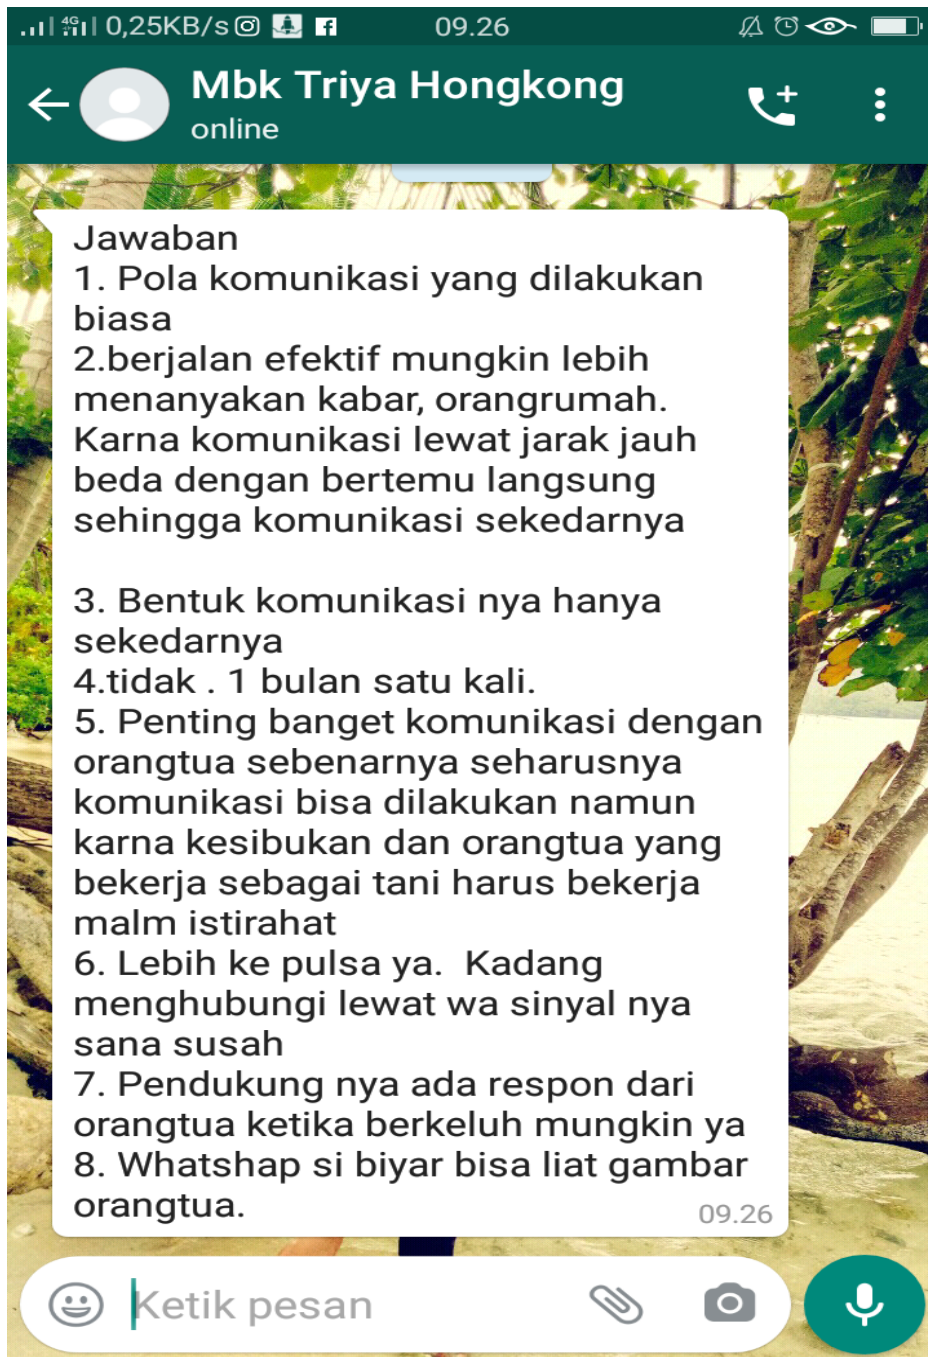 4G 0,25KB/s 09.26
Mbk Triya Hongkong
online
Jawaban
1. Pola komunikasi yang dilakukan
biasa
2.berjalan efektif mungkin lebih
menanyakan kabar, orangrumah.
Karna komunikasi lewat jarak jauh
beda dengan bertemu langsung
sehingga komunikasi sekedarnya
3. Bentuk komunikasi nya hanya
sekedarnya
4.tidak . 1 bulan satu kali.
5. Penting banget komunikasi dengan
orangtua sebenarnya seharusnya
komunikasi bisa dilakukan namun
karna kesibukan dan orangtua yang
bekerja sebagai tani harus bekerja
malm istirahat
6. Lebih ke pulsa ya.  Kadang
menghubungi lewat wa sinyal nya
sana susah
7. Pendukung nya ada respon dari
orangtua ketika berkeluh mungkin ya
8. Whatshap si biyar bisa liat gambar
orangtua.
09.26
Ketik pesan